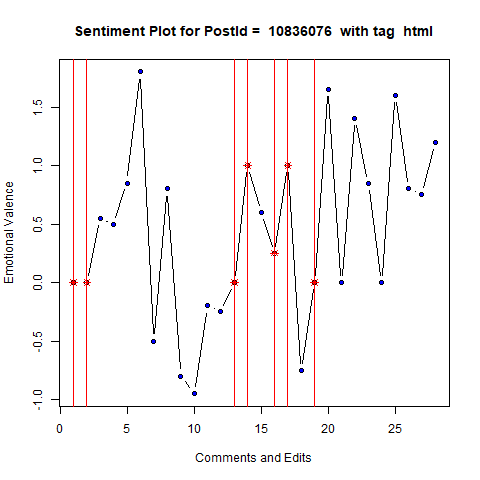 Sentiment Plot for PostId =  10836076  with tag  html
Emotional Valence
1.5
1.0
0.5
0.0
-0.5
-1.0
0 5 10 15 20 25
Comments and Edits